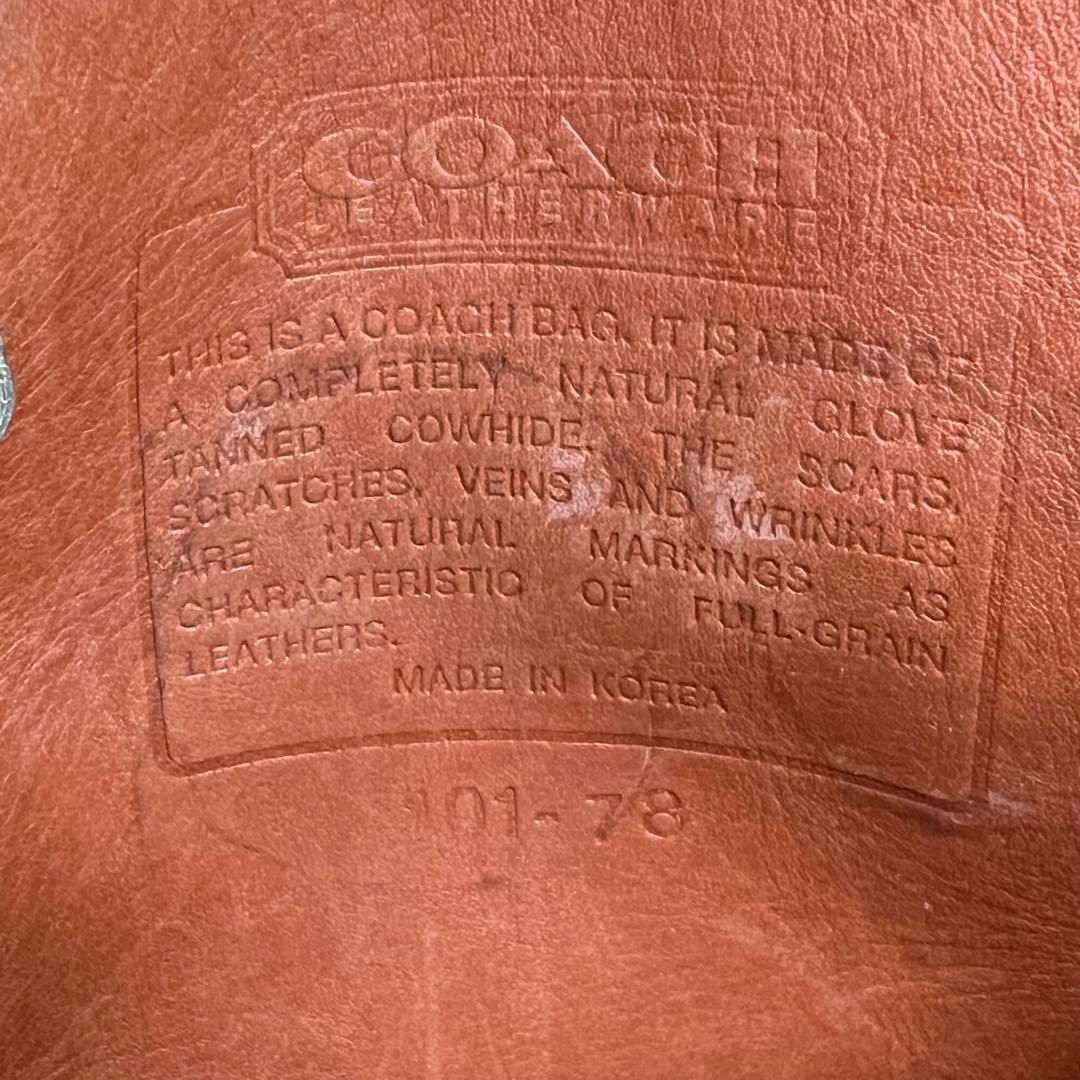 COACH
LEATHERWARE
THIS IS A COACH BAG. IT IS MADE OF
A COMPLETELY NATURAL GLOVE
TANNED COWHIDE. THE SCARS,
SCRATCHES, VEINS AND WRINKLES
ARE NATURAL MARKINGS AS
CHARACTERISTIC OF FULL-GRAIN
LEATHERS.
MADE IN KOREA
101-78